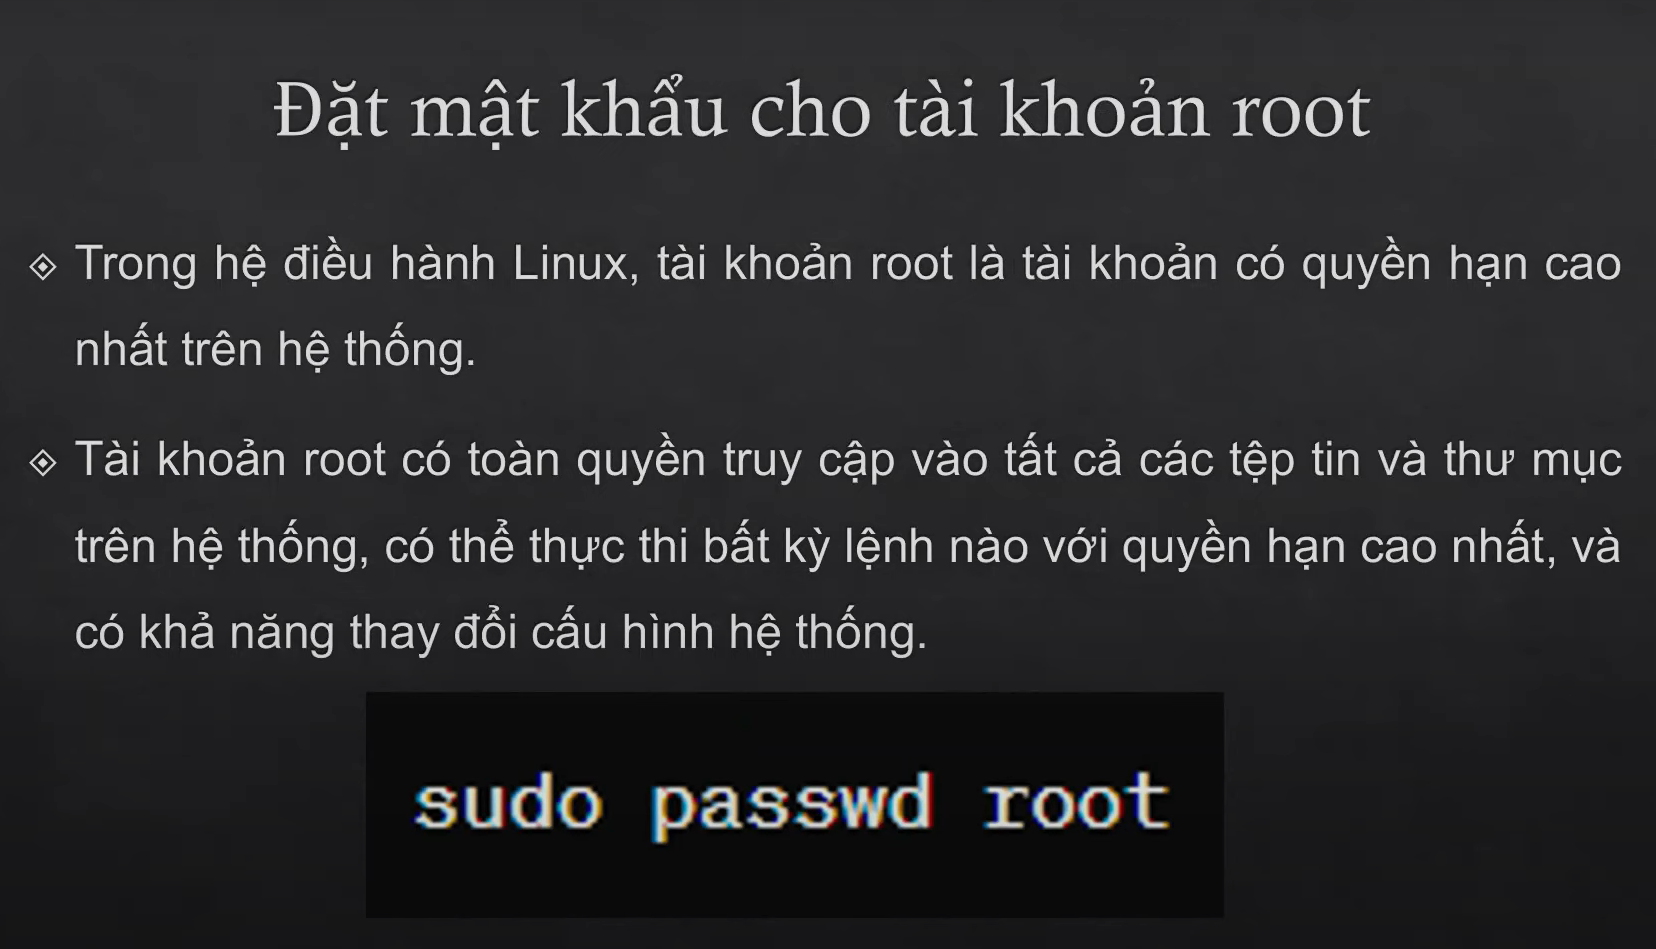 Đặt mật khẩu cho tài khoản root
Trong hệ điều hành Linux, tài khoản root là tài khoản có quyền hạn cao
nhất trên hệ thống.
Tài khoản root có toàn quyền truy cập vào tất cả các tệp tin và thư mục
trên hệ thống, có thể thực thi bất kỳ lệnh nào với quyền hạn cao nhất, và
có khả năng thay đổi cấu hình hệ thống.
sudo passwd root